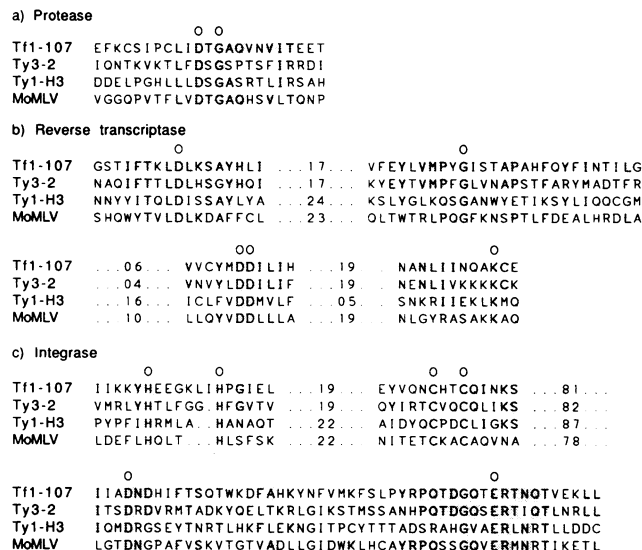 a) Protease
O O
Tf1-107 EFKCSIPCLIDTGAQVNVITEET
Ty3-2 IQNTKVKTLFDSGSPTSFIRRDI
Ty1-H3 DDELPGHLLLDSGASRTLIRSAH
MoMLV VGGQPVTFLVDTGAQHSVLTQNP
b) Reverse transcriptase
O O
Tf1-107 GSTIFTKLDLKSAYHLI ...17... VFEYLVMPYGISTAPAHFQYFINTILG
Ty3-2 NAQIFTTLDLHSGYHQI ...17... KYEYTVMPFGLVNAPSTFARYMADTFR
Ty1-H3 NNYYITQLDISSAYLYA ...24... KSLYGLKQSGANWYETIKSYLIQQCGM
MoMLV SHQWYTVLDLKDAFFCL ...23... QLTWTRLPQGFKNSPTLFDEALHRDLA
OO O
Tf1-107 ...06... VVCYMDDILIH ...19... NANLIINQAKCE
Ty3-2 ...04... VNVYLDDILIF ...19... NENLIVKKKKCK
Ty1-H3 ...16... ICLFVDDMVLF ...05... SNKRIIEKLKMQ
MoMLV ...10... LLQYVDDLLLA ...19... NLGYRASAKKAQ
c) Integrase
O O O O
Tf1-107 IIKKYHEEGKLIHPGIEL ...19... EYVQNCHTCQINKS ...81...
Ty3-2 VMRLYHTLFGG.HFGVTV ...19... QYIRTCVQCQLIKS ...82...
Ty1-H3 PYPFIHRMLA..HANAQT ...22... AIDYQCPDCLIGKS ...87...
MoMLV LDEFLHQLT...HLSFSK ...22... NITETCKACAQVNA ...78...
O O
Tf1-107 IIADNDHIFTSQTWKDFAHKYNFVMKFSLPYRPQTDGQTERTNQTVEKLL
Ty3-2 ITSDRDVRMTADKYQELTKRLGIKSTMSSANHPQTDGQSERTIQTLNRLL
Ty1-H3 IQMDRGSEYTNRTLHKFLEKNGITPCYTTTADSRAHGVAERLNRTLLDDC
MoMLV LGTDNGPAFVSKVTGTVADLLGIDWKLHCAYRPQSSGQVERMNRTIKETL